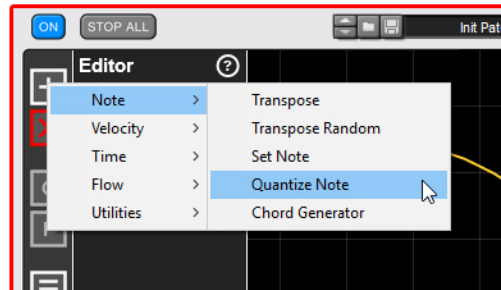 ON STOP ALL Init Pat
Editor ?
Note > Transpose
Velocity > Transpose Random
Time > Set Note
Flow > Quantize Note
Utilities > Chord Generator